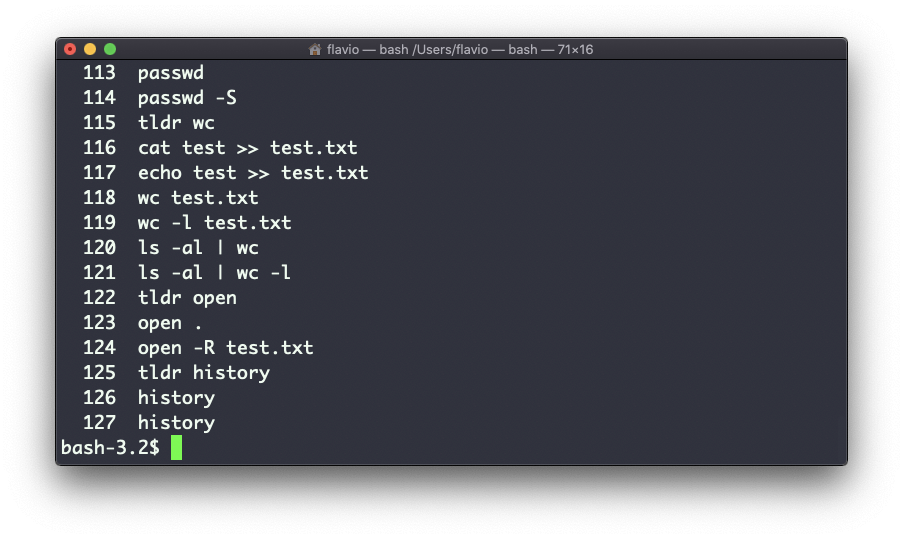 flavio — bash /Users/flavio — bash — 71×16
113 passwd
114 passwd -S
115 tldr wc
116 cat test >> test.txt
117 echo test >> test.txt
118 wc test.txt
119 wc -l test.txt
120 ls -al | wc
121 ls -al | wc -l
122 tldr open
123 open .
124 open -R test.txt
125 tldr history
126 history
127 history
bash-3.2$